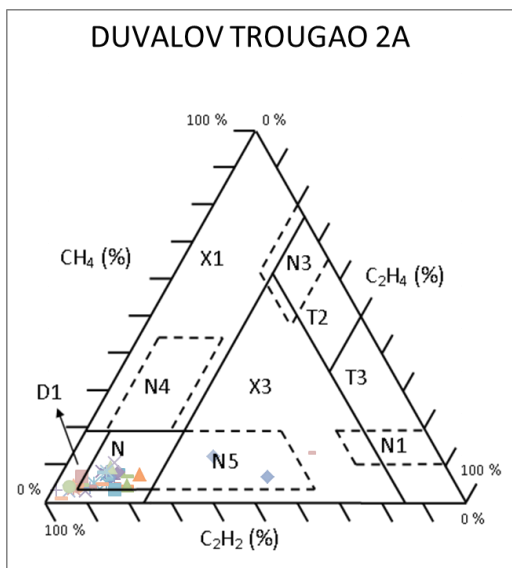 DUVALOV TROUGAO 2A
100 %
0 %
CH₄ (%)
X1
N3
C₂H₄ (%)
T2
T3
N4
X3
D1
N
N5
N1
100 %
0 %
100 %
C₂H₂ (%)
0 %